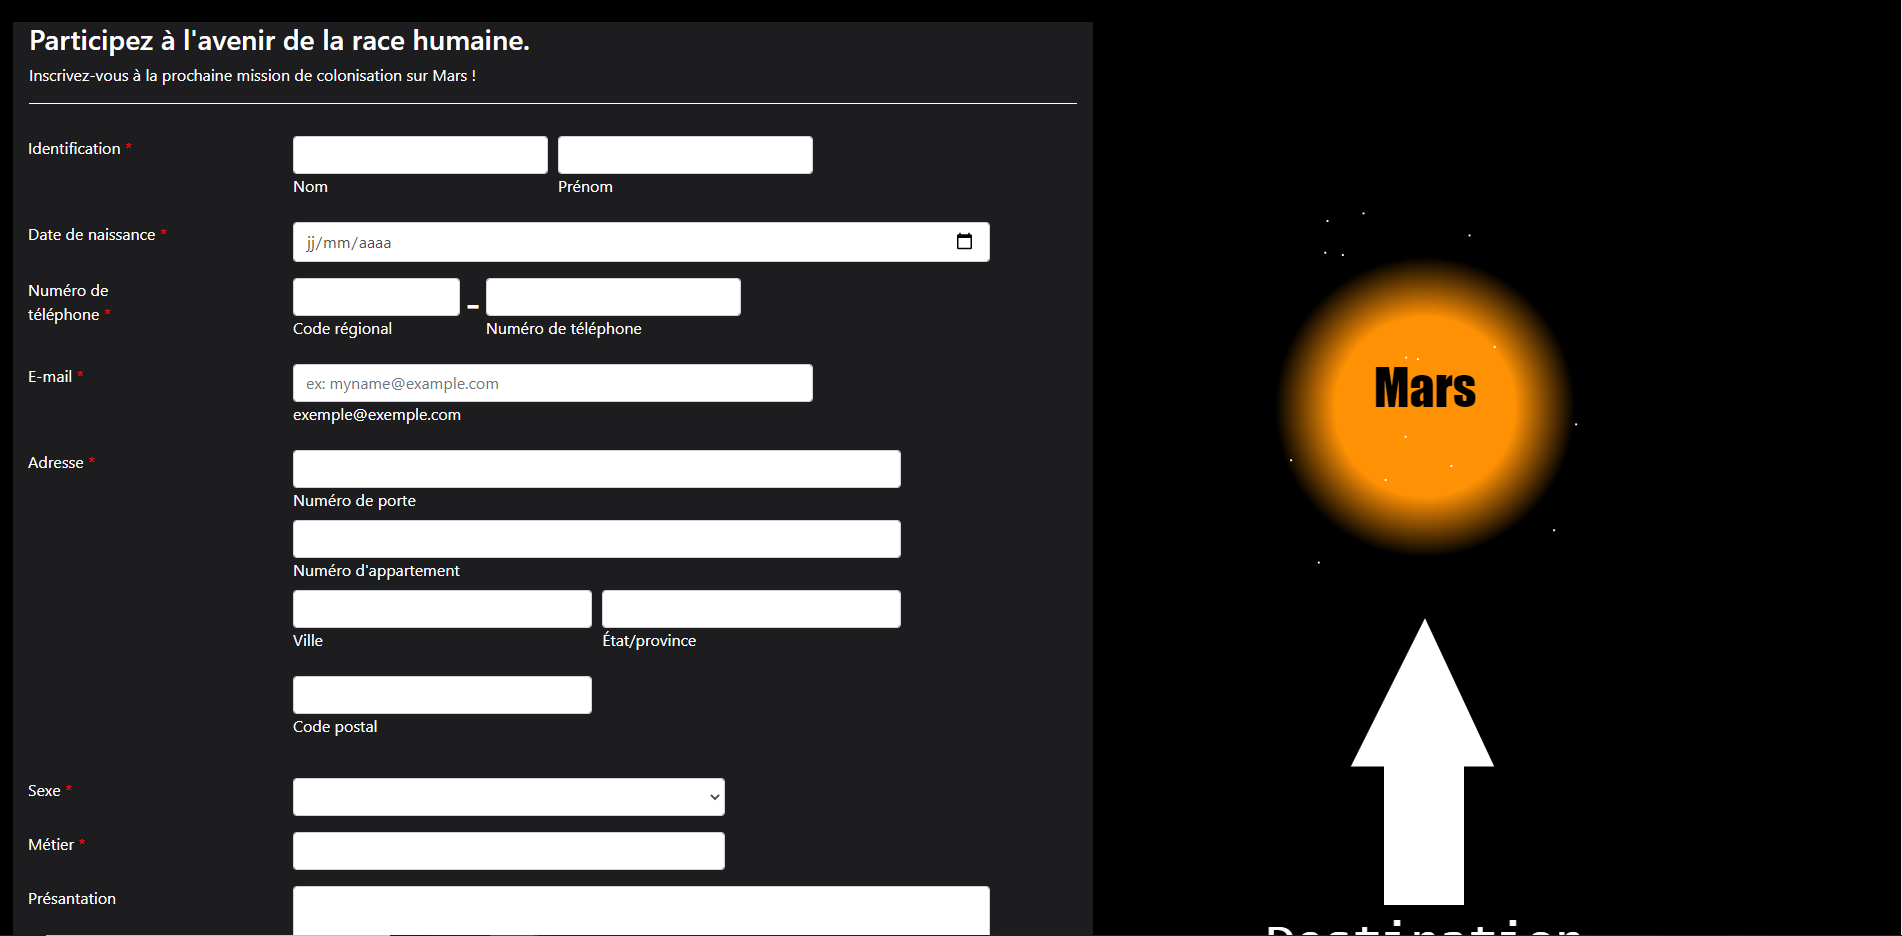 Participez à l'avenir de la race humaine.
Inscrivez-vous à la prochaine mission de colonisation sur Mars !
Identification *
Nom
Prénom
Date de naissance *
jj/mm/aaaa
Numéro de
téléphone *
-
Code régional
Numéro de téléphone
E-mail *
ex: myname@example.com
exemple@exemple.com
Adresse *
Numéro de porte
Numéro d'appartement
Ville
État/province
Code postal
Sexe *
Métier *
Présantation
Mars
Destination